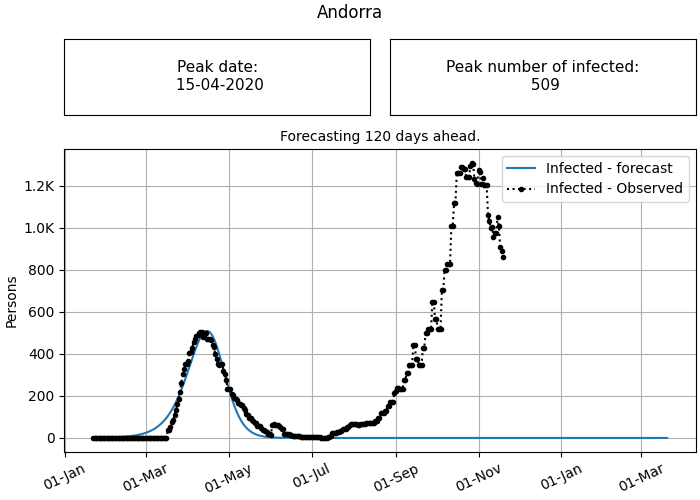 Andorra
Peak date:
15-04-2020
Peak number of infected:
509
Forecasting 120 days ahead.
Infected - forecast
Infected - Observed
Persons
1.2K
1.0K
800
600
400
200
0
01-Jan
01-Mar
01-May
01-Jul
01-Sep
01-Nov
01-Jan
01-Mar